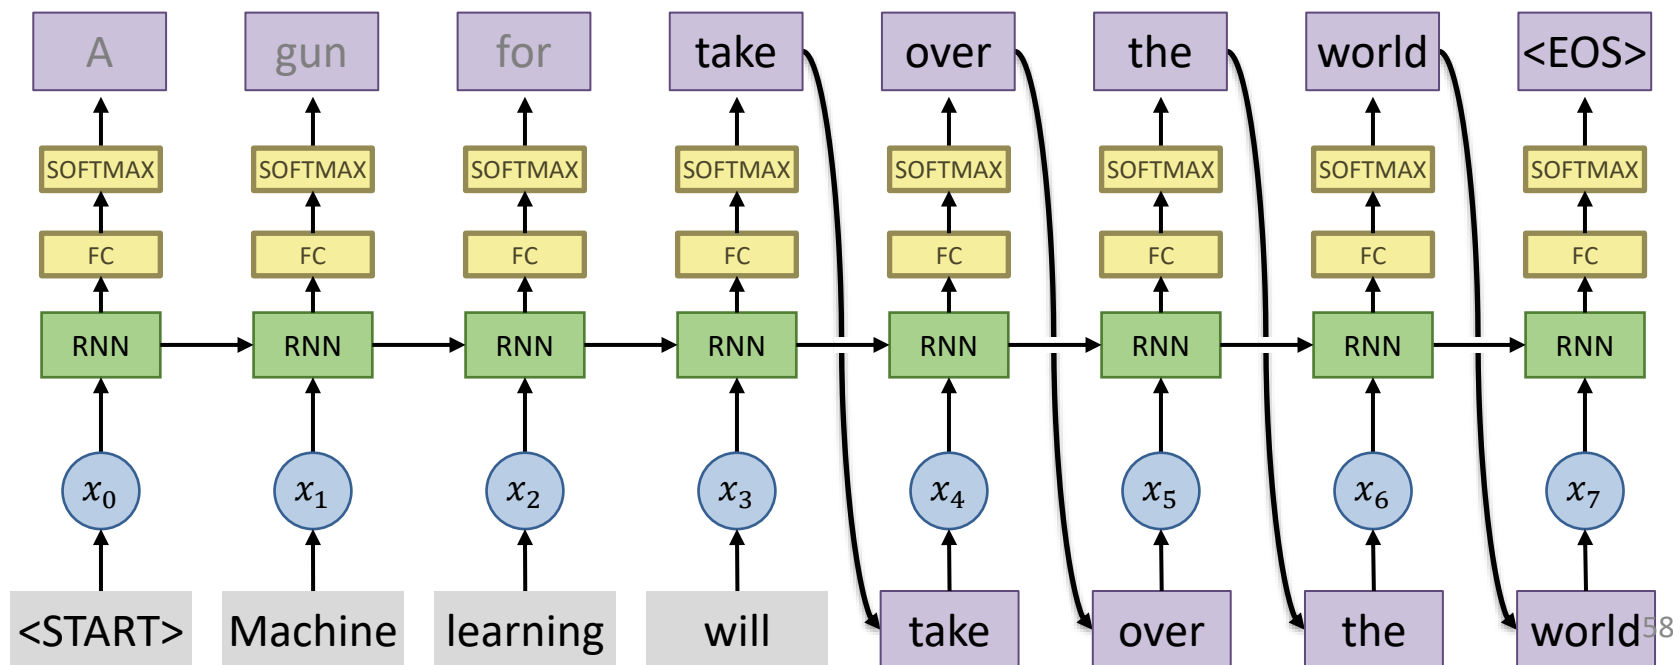 A gun for take over the world <EOS>
SOFTMAX SOFTMAX SOFTMAX SOFTMAX SOFTMAX SOFTMAX SOFTMAX SOFTMAX
FC FC FC FC FC FC FC FC
RNN RNN RNN RNN RNN RNN RNN RNN
x₀ x₁ x₂ x₃ x₄ x₅ x₆ x₇
<START> Machine learning will take over the world 58